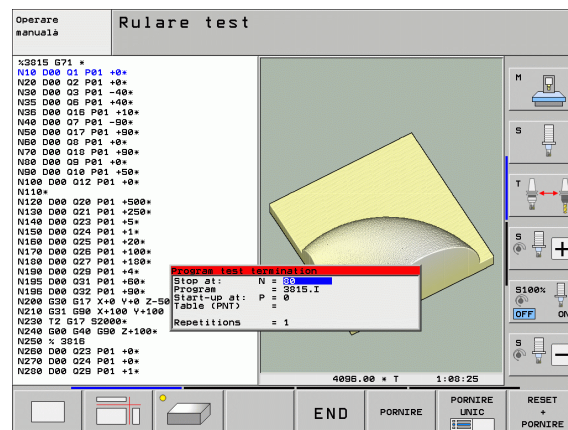 Operare
manuală
Rulare test
%3815 G71 *
N10 D00 Q1 P01 +0*
N20 D00 Q2 P01 +0*
N30 D00 Q3 P01 -40*
N35 D00 Q6 P01 +40*
N36 D00 Q16 P01 +10*
N40 D00 Q7 P01 -90*
N50 D00 Q17 P01 +90*
N60 D00 Q8 P01 +0*
N70 D00 Q18 P01 +90*
N80 D00 Q9 P01 +0*
N90 D00 Q10 P01 +50*
N100 D00 Q12 P01 +0*
N110*
N120 D00 Q20 P01 +500*
N130 D00 Q21 P01 +250*
N140 D00 Q23 P01 +5*
N150 D00 Q24 P01 +1*
N160 D00 Q25 P01 +20*
N170 D00 Q26 P01 +100*
N180 D00 Q27 P01 +180*
N190 D00 Q29 P01 +4*
N195 D00 Q31 P01 +60*
N196 D00 Q32 P01 +90*
N200 G30 G17 X+0 Y+0 Z-50
N210 G31 G90 X+100 Y+100
N230 T2 G17 S2000*
N240 G00 G40 G90 Z+100*
N250 % 3816
N260 D00 Q23 P01 +0*
N270 D00 Q24 P01 +0*
N280 D00 Q29 P01 +1*
Program test termination
Stop at: N =
Program = 3815.I
Start-up at: P = 0
Table (PNT) =
Repetitions = 1
4096.00 * T 1:08:25
M
S
T
S
S100%
OFF ON
S
END
PORNIRE
PORNIRE
UNIC
RESET
+
PORNIRE